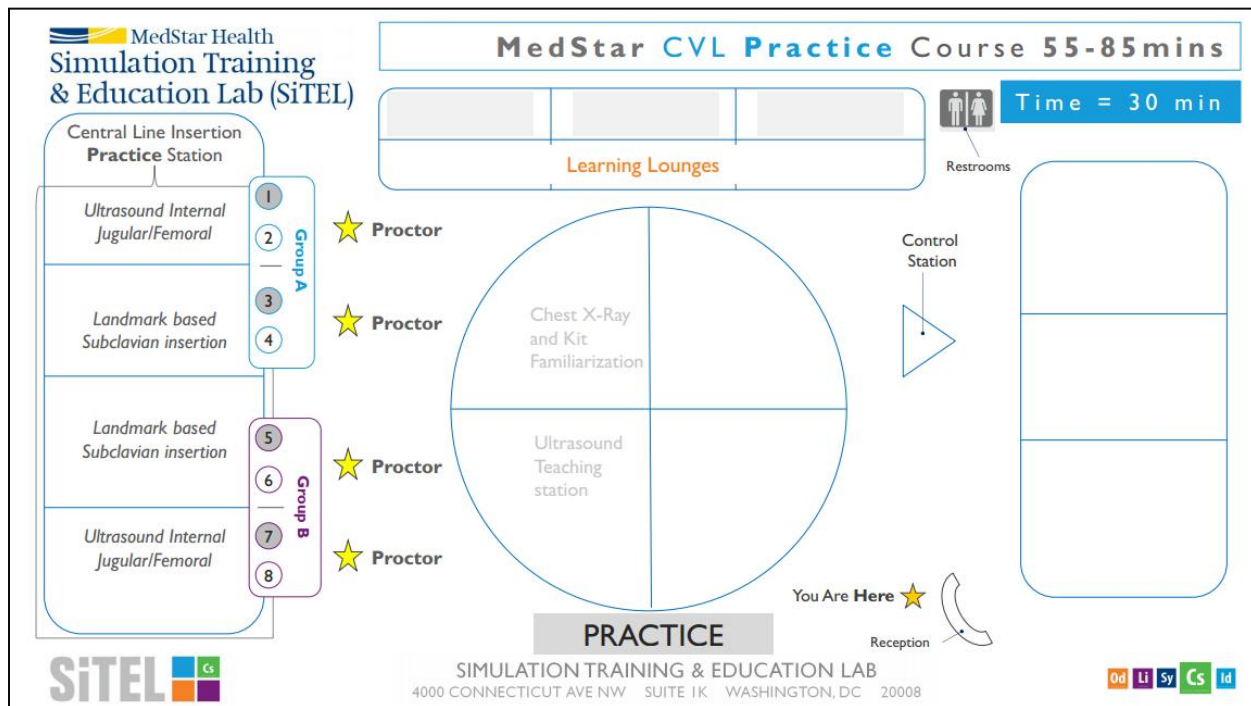 MedStar Health
Simulation Training
& Education Lab (SiTEL)
MedStar CVL Practice Course 55-85mins
Time = 30 min
Restrooms
Learning Lounges
Central Line Insertion
Practice Station
Ultrasound Internal
Jugular/Femoral
Landmark based
Subclavian insertion
Landmark based
Subclavian insertion
Ultrasound Internal
Jugular/Femoral
1
2
3
4
Group A
5
6
7
8
Group B
Proctor
Proctor
Proctor
Proctor
Chest X-Ray
and Kit
Familiarization
Ultrasound
Teaching
station
Control
Station
You Are Here
Reception
PRACTICE
SiTEL
Cs
SIMULATION TRAINING & EDUCATION LAB
4000 CONNECTICUT AVE NW SUITE 1K WASHINGTON, DC 20008
Od Li Sy Cs Id